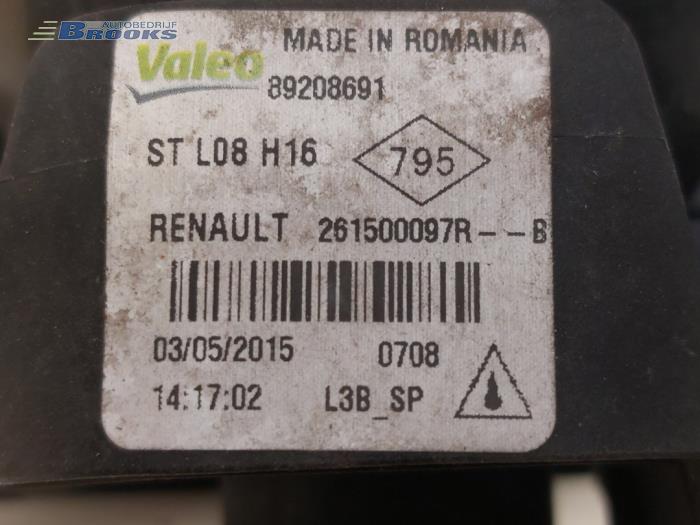 AUTOBEDRIJF
BROOKS
Valeo
MADE IN ROMANIA
89208691
ST L08 H16
795
RENAULT 261500097R--B
03/05/2015 0708
14:17:02 L3B_SP